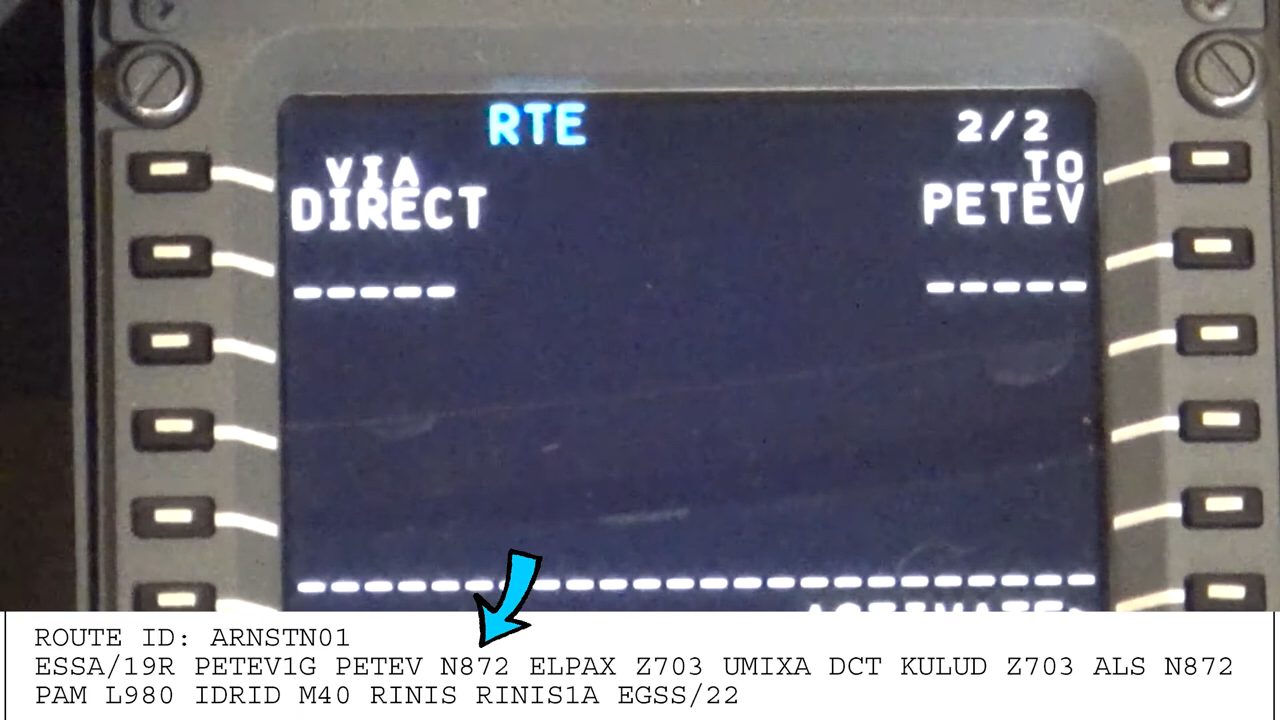 RTE 2/2
VIA TO
DIRECT PETEV
----- -----
------------------------
ACTIVATE>
ROUTE ID: ARNSTN01
ESSA/19R PETEV1G PETEV N872 ELPAX Z703 UMIXA DCT KULUD Z703 ALS N872
PAM L980 IDRID M40 RINIS RINIS1A EGSS/22